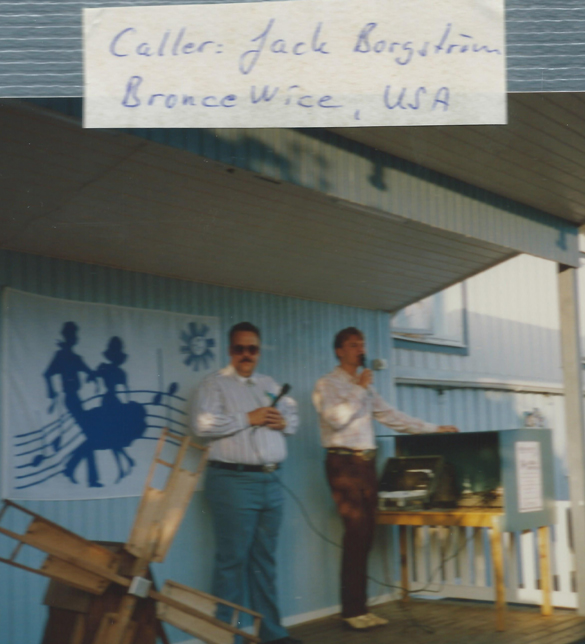 Caller: Jack Borgström
BronceWice, USA